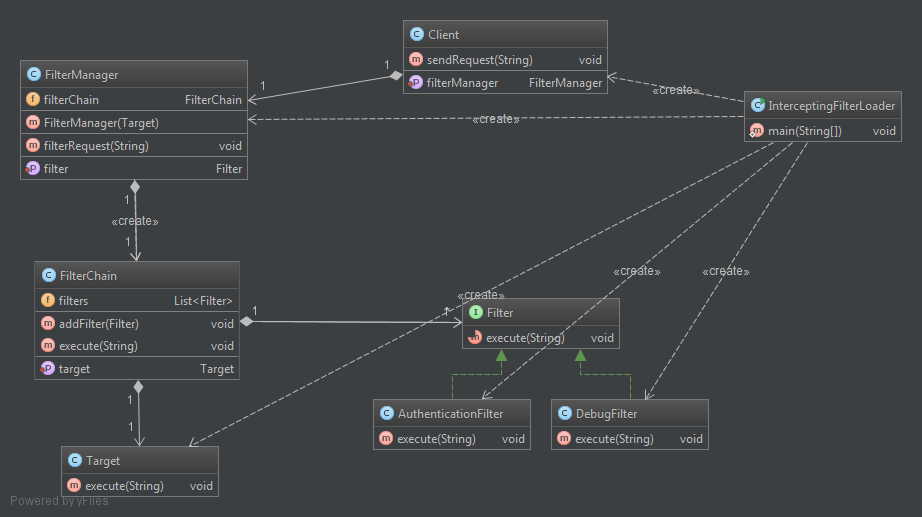 Client
sendRequest(String) void
filterManager FilterManager
FilterManager
filterChain FilterChain
FilterManager(Target)
filterRequest(String) void
filter Filter
InterceptingFilterLoader
main(String[]) void
1
1
«create»
«create»
1
«create»
1
FilterChain
filters List<Filter>
addFilter(Filter) void
execute(String) void
target Target
«create»
«create»
«create»
1
1
Filter
execute(String) void
1
1
AuthenticationFilter
execute(String) void
DebugFilter
execute(String) void
Target
execute(String) void
Powered by yFiles